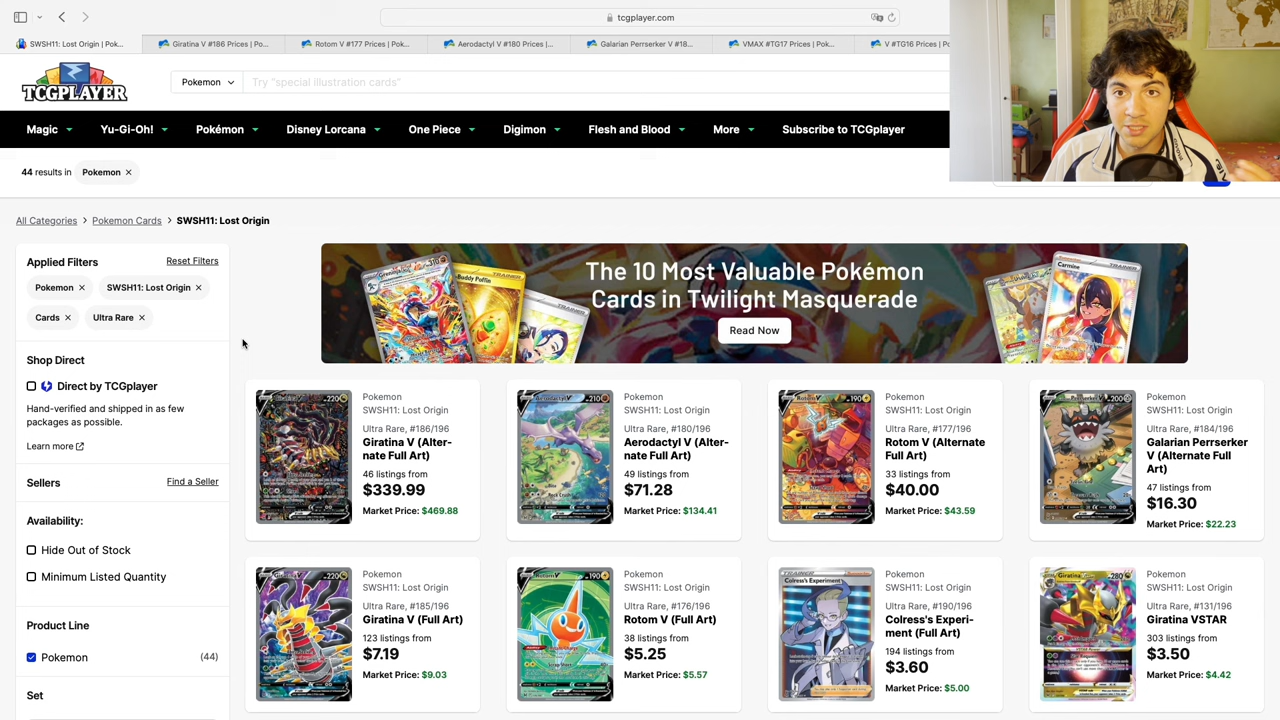 tcgplayer.com
SWSH11: Lost Origin | Pok...
Giratina V #186 Prices | Po...
Rotom V #177 Prices | Pok...
Aerodactyl V #180 Prices |...
Galarian Perrserker V #18...
VMAX #TG17 Prices | Pok...
V #TG16 Prices | Po
TCGPLAYER
Pokemon
Try "special illustration cards"
Magic Yu-Gi-Oh! Pokémon Disney Lorcana One Piece Digimon Flesh and Blood More Subscribe to TCGplayer
44 results in Pokemon ×
All Categories > Pokemon Cards > SWSH11: Lost Origin
Applied Filters Reset Filters
Pokemon × SWSH11: Lost Origin ×
Cards × Ultra Rare ×
Shop Direct
Direct by TCGplayer
Hand-verified and shipped in as few
packages as possible.
Learn more
Sellers Find a Seller
Availability:
Hide Out of Stock
Minimum Listed Quantity
Product Line
Pokemon (44)
Set
Buddy Poffin
TRAINER
Carmine
TRAINER
The 10 Most Valuable Pokémon
Cards in Twilight Masquerade
Read Now
Pokemon
SWSH11: Lost Origin
Ultra Rare, #186/196
Giratina V (Alter-
nate Full Art)
46 listings from
$339.99
Market Price: $469.88
Pokemon
SWSH11: Lost Origin
Ultra Rare, #180/196
Aerodactyl V (Alter-
nate Full Art)
49 listings from
$71.28
Market Price: $134.41
Pokemon
SWSH11: Lost Origin
Ultra Rare, #177/196
Rotom V (Alternate
Full Art)
33 listings from
$40.00
Market Price: $43.59
Pokemon
SWSH11: Lost Origin
Ultra Rare, #184/196
Galarian Perrserker
V (Alternate Full
Art)
47 listings from
$16.30
Market Price: $22.23
Pokemon
SWSH11: Lost Origin
Ultra Rare, #185/196
Giratina V (Full Art)
123 listings from
Market Price: $9.03
Pokemon
SWSH11: Lost Origin
Ultra Rare, #176/196
Rotom V (Full Art)
38 listings from
$5.25
Market Price: $5.57
Colress's Experiment
Pokemon
SWSH11: Lost Origin
Ultra Rare, #190/196
Colress's Experi-
ment (Full Art)
194 listings from
$3.60
Market Price: $5.00
Pokemon
SWSH11: Lost Origin
Ultra Rare, #131/196
Giratina VSTAR
303 listings from
$3.50
Market Price: $4.42